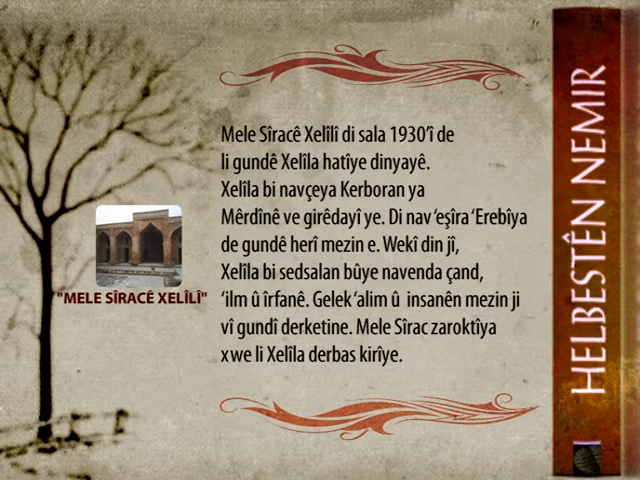 Mele Sîracê Xelîlî di sala 1930'î de
li gundê Xelîla hatîye dinyayê.
Xelîla bi navçeya Kerboran ya
Mêrdînê ve girêdayî ye. Di nav ‘eşîra ‘Erebîya
de gundê herî mezin e. Wekî din jî,
Xelîla bi sedsalan bûye navenda çand,
‘ilm û îrfanê. Gelek ‘alim û insanên mezin ji
vî gundî derketine. Mele Sîrac zaroktîya
xwe li Xelîla derbas kirîye.
"MELE SÎRACÊ XELÎLÎ"
HELBESTÊN NEMIR